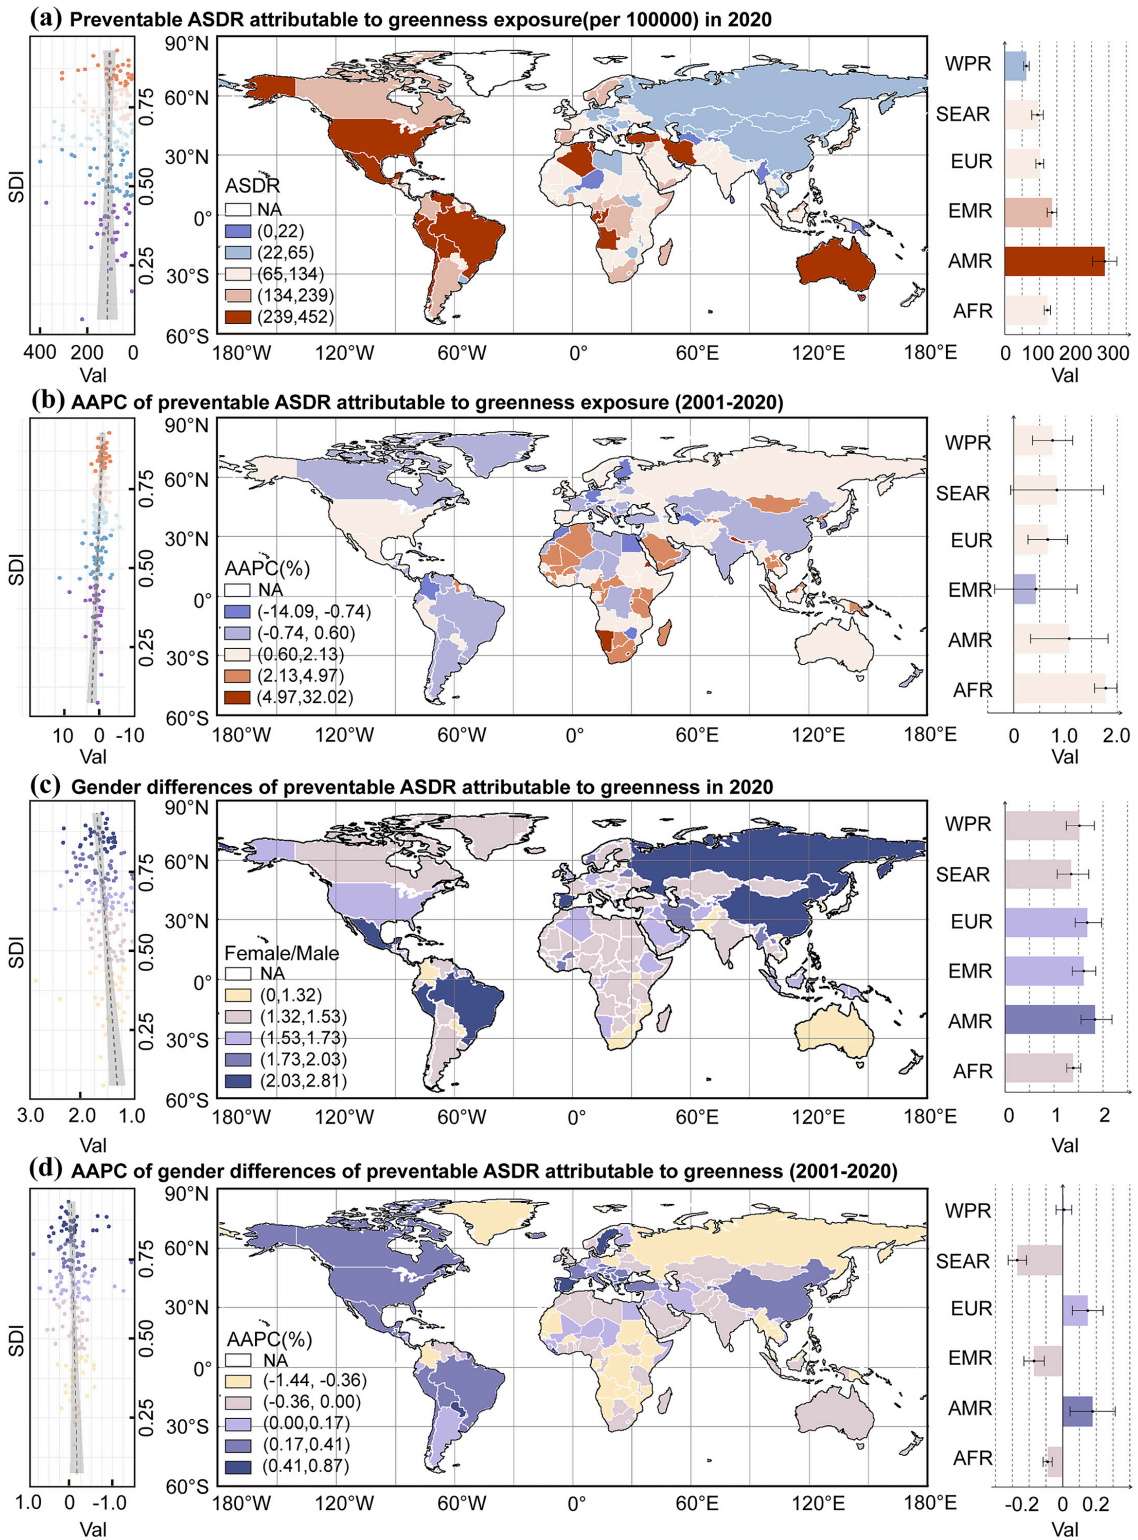 (a) Preventable ASDR attributable to greenness exposure(per 100000) in 2020
SDI
0.75
0.50
0.25
400 200 0
Val
90°N
60°N
30°N
0°
30°S
60°S
180°W 120°W 60°W 0° 60°E 120°E 180°E
ASDR
NA
(0,22)
(22,65)
(65,134)
(134,239)
(239,452)
WPR
SEAR
EUR
EMR
AMR
AFR
0 100 200 300
Val
(b) AAPC of preventable ASDR attributable to greenness exposure (2001-2020)
SDI
0.75
0.50
0.25
10 0 -10
Val
90°N
60°N
30°N
0°
30°S
60°S
180°W 120°W 60°W 0° 60°E 120°E 180°E
AAPC(%)
NA
(-14.09, -0.74)
(-0.74, 0.60)
(0.60,2.13)
(2.13,4.97)
(4.97,32.02)
WPR
SEAR
EUR
EMR
AMR
AFR
0 1.0 2.0
Val
(c) Gender differences of preventable ASDR attributable to greenness in 2020
SDI
0.75
0.50
0.25
3.0 2.0 1.0
Val
90°N
60°N
30°N
0°
30°S
60°S
180°W 120°W 60°W 0° 60°E 120°E 180°E
Female/Male
NA
(0,1.32)
(1.32,1.53)
(1.53,1.73)
(1.73,2.03)
(2.03,2.81)
WPR
SEAR
EUR
EMR
AMR
AFR
0 1 2
Val
(d) AAPC of gender differences of preventable ASDR attributable to greenness (2001-2020)
SDI
0.75
0.50
0.25
1.0 0 -1.0
Val
90°N
60°N
30°N
0°
30°S
60°S
180°W 120°W 60°W 0° 60°E 120°E 180°E
AAPC(%)
NA
(-1.44, -0.36)
(-0.36, 0.00)
(0.00,0.17)
(0.17,0.41)
(0.41,0.87)
WPR
SEAR
EUR
EMR
AMR
AFR
-0.2 0 0.2
Val